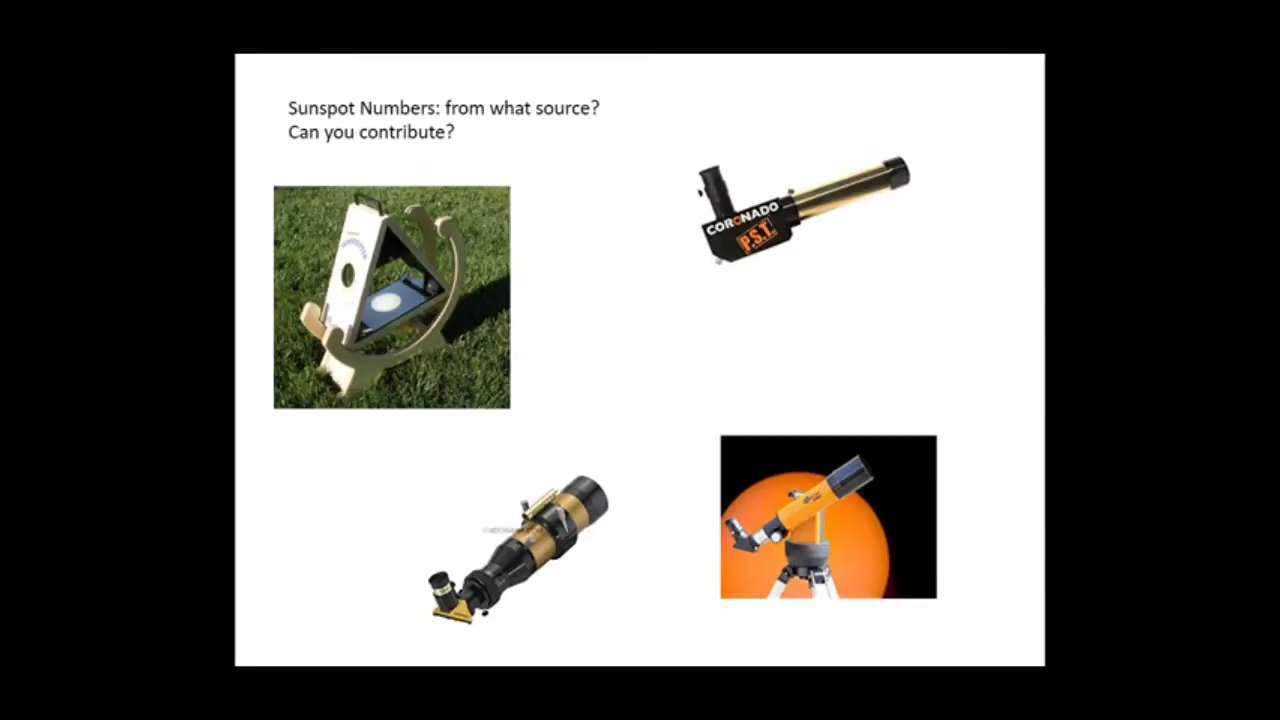 Sunspot Numbers: from what source?
Can you contribute?
CORONADO
P.S.T.